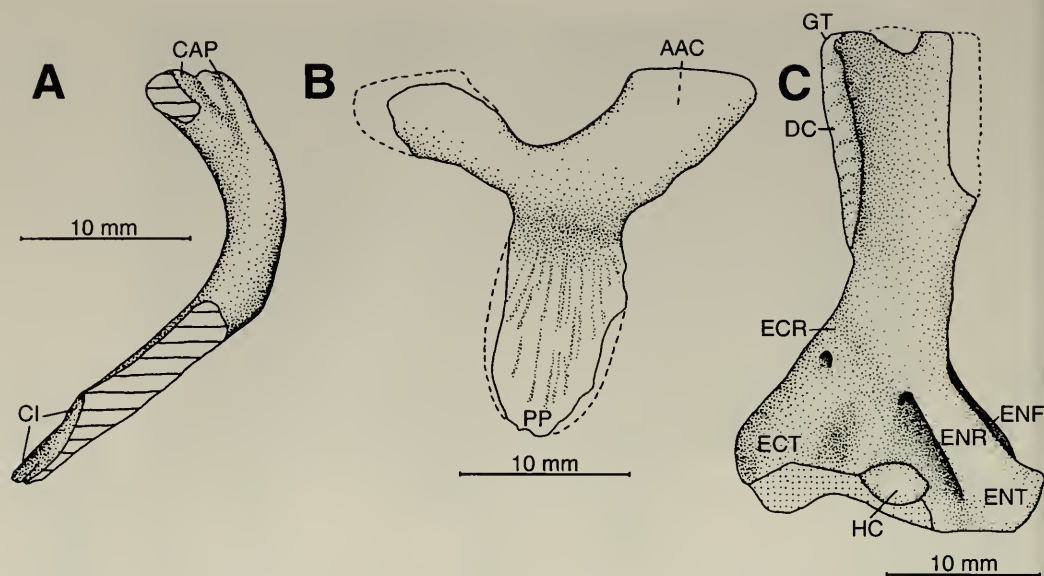 A
CAP
10 mm
CI
B
AAC
PP
10 mm
C
GT
DC
ECR
ECT
HC
ENR
ENF
ENT
10 mm